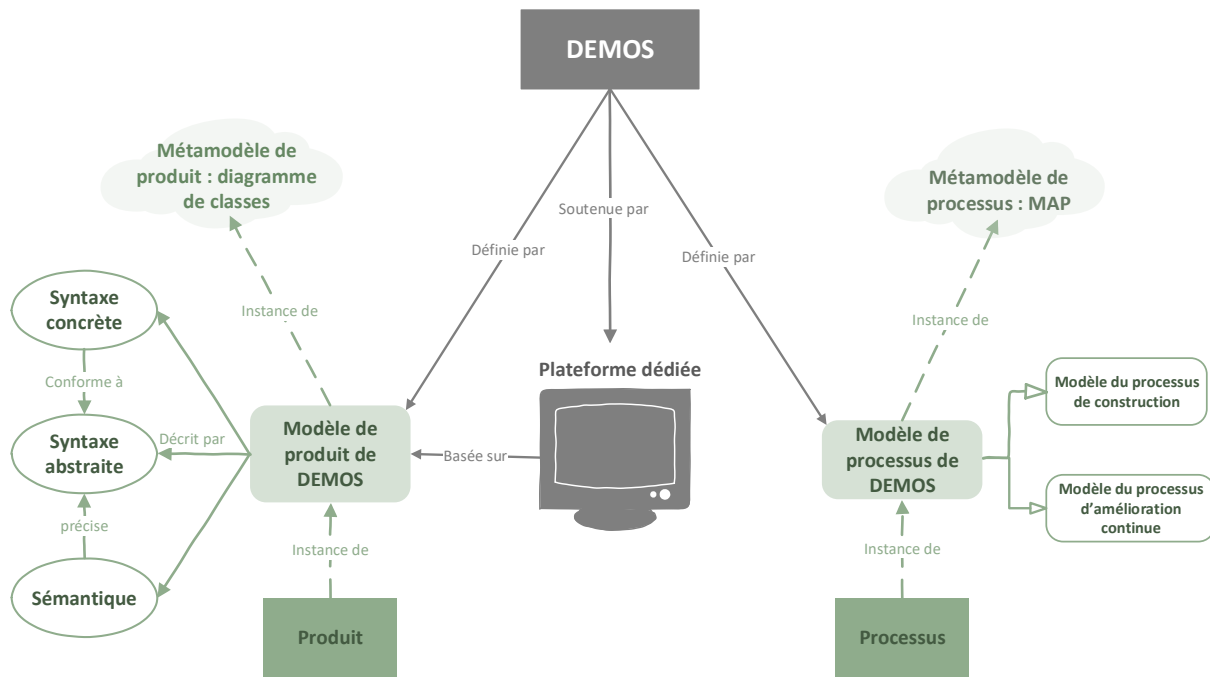 DEMOS
Métamodèle de
produit : diagramme
de classes
Métamodèle de
processus : MAP
Soutenue par
Définie par
Définie par
Instance de
Instance de
Syntaxe
concrète
Conforme à
Syntaxe
abstraite
précise
Sémantique
Décrit par
Modèle de
produit de
DEMOS
Basée sur
Plateforme dédiée
Modèle de
processus de
DEMOS
Modèle du processus
de construction
Modèle du processus
d’amélioration
continue
Instance de
Instance de
Produit
Processus